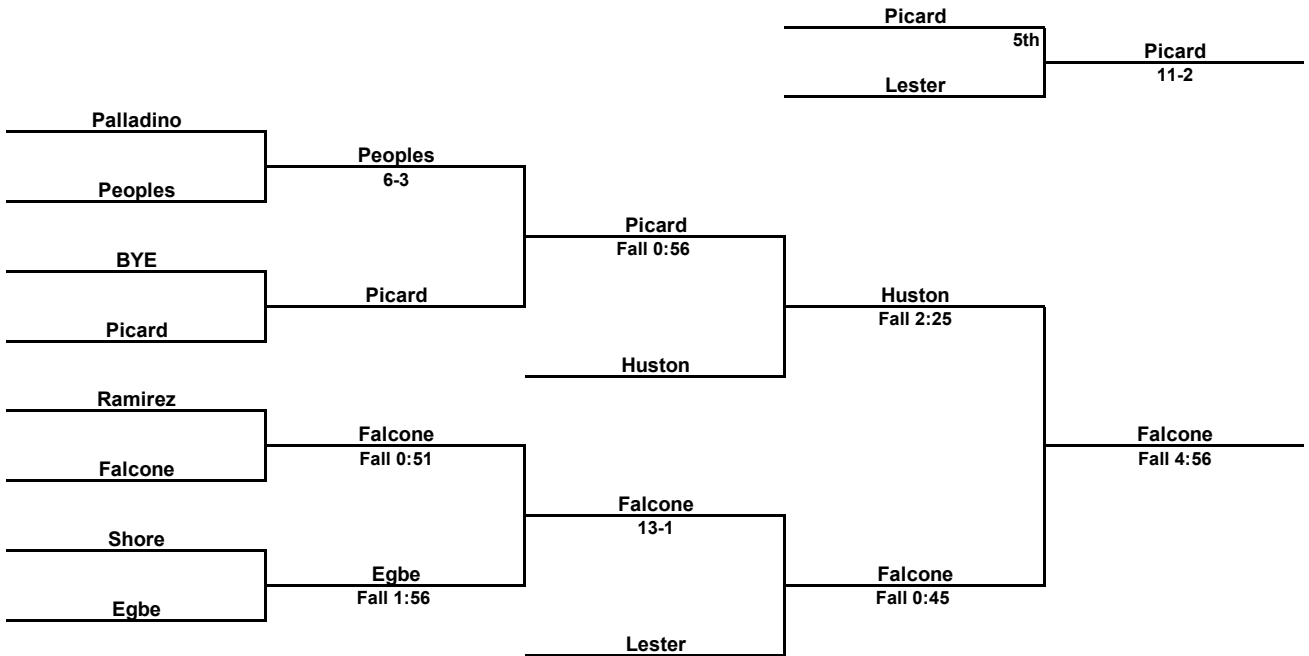 Picard
5th
Picard
11-2
Lester
Palladino
Peoples
6-3
Peoples
Picard
Fall 0:56
BYE
Picard
Huston
Fall 2:25
Picard
Huston
Ramirez
Falcone
Fall 0:51
Falcone
Fall 4:56
Falcone
Falcone
13-1
Shore
Egbe
Fall 1:56
Falcone
Fall 0:45
Egbe
Lester